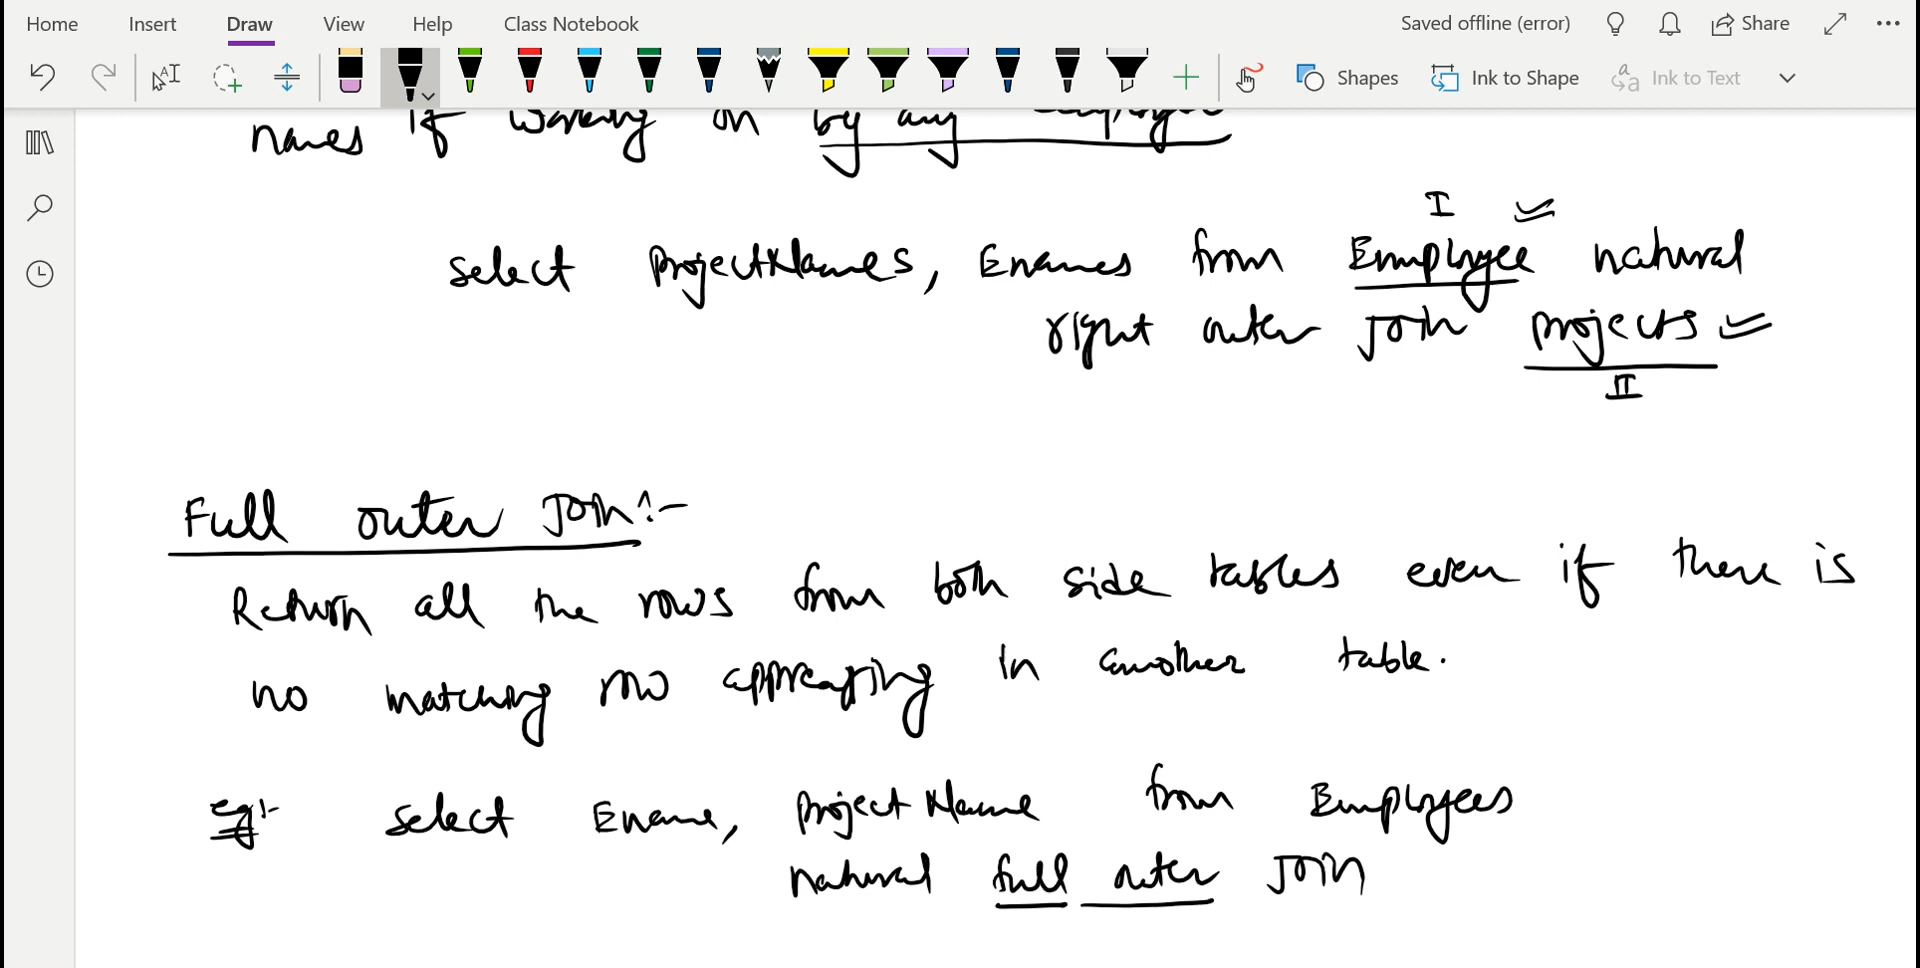 Home Insert Draw View Help Class Notebook Saved offline (error) Share
Shapes Ink to Shape Ink to Text
names if working on by any employee
I
select ProjectNames, Enames from Employee natural
right outer join projects
II
Full outer Join:-
Return all the rows from both side tables even if there is
no matching row appreaping in another table.
eg:- select Ename, ProjectName from Employees
natural full outer JOIN